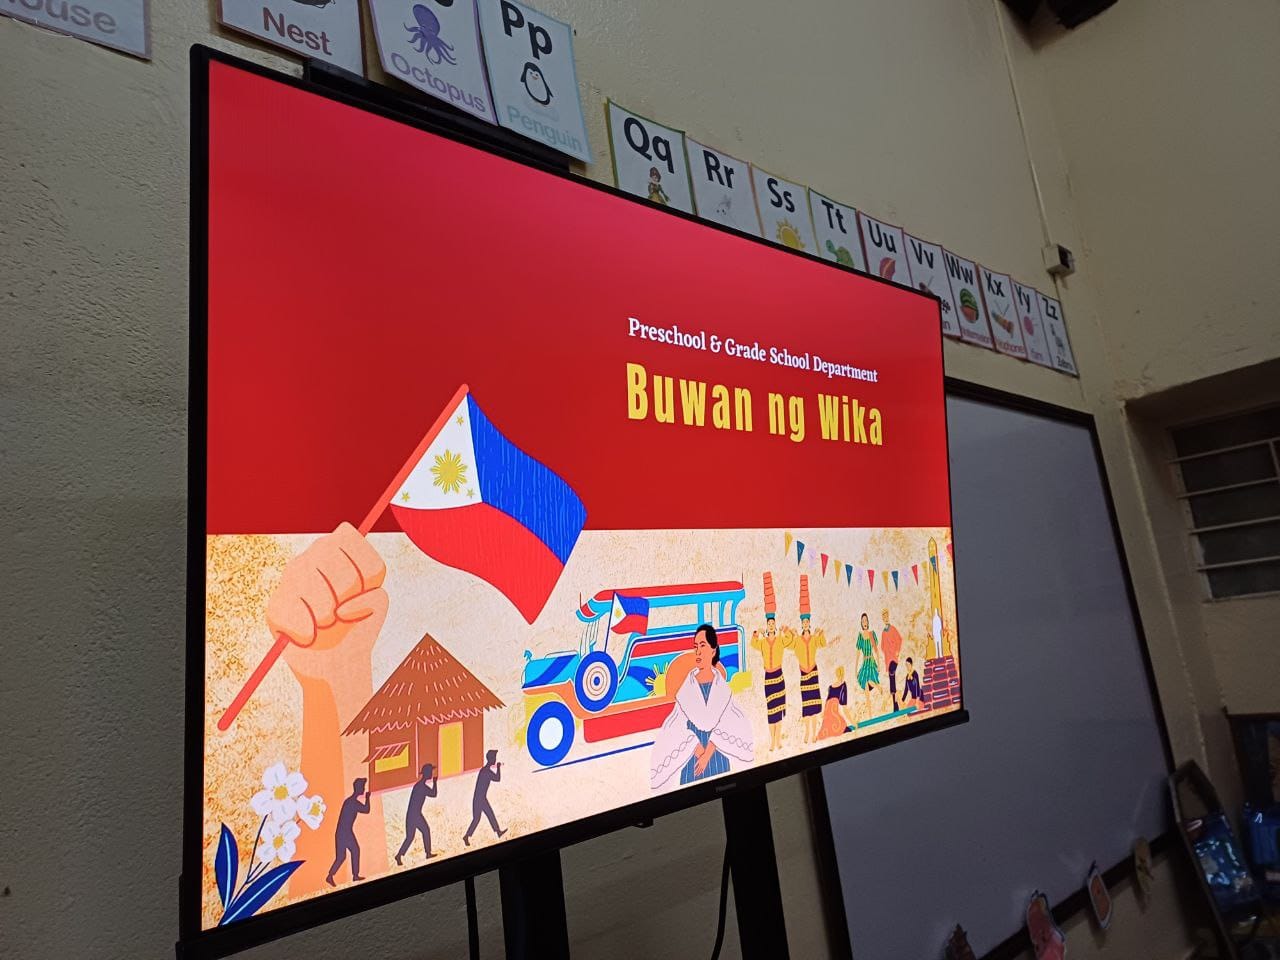 House
Nest
Octopus
Pp
Penguin
Qq
Rr
Ss
Tt
Uu
Vv
Ww
Xx
Yy
Zz
Preschool & Grade School Department
Buwan ng Wika